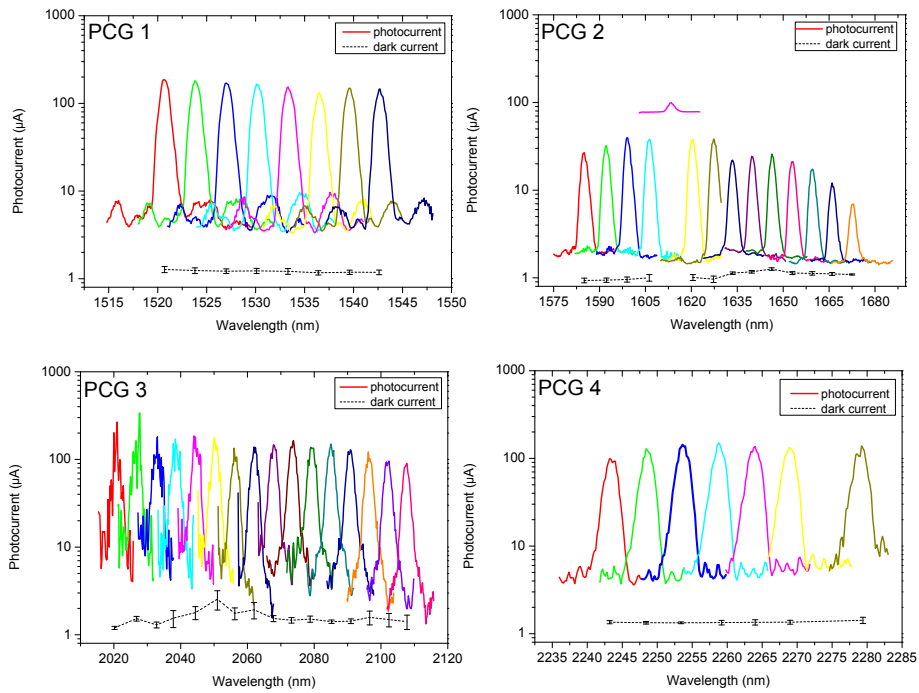 PCG 1
photocurrent
dark current
1000
100
10
1
Photocurrent (µA)
1515 1520 1525 1530 1535 1540 1545 1550
Wavelength (nm)
PCG 2
photocurrent
dark current
1000
100
10
1
Photocurrent (µA)
1575 1590 1605 1620 1635 1650 1665 1680
Wavelength (nm)
PCG 3
photocurrent
dark current
1000
100
10
1
Photocurrent (µA)
2020 2040 2060 2080 2100 2120
Wavelength (nm)
PCG 4
photocurrent
dark current
1000
100
10
1
Photocurrent (µA)
2235 2240 2245 2250 2255 2260 2265 2270 2275 2280 2285
Wavelength (nm)